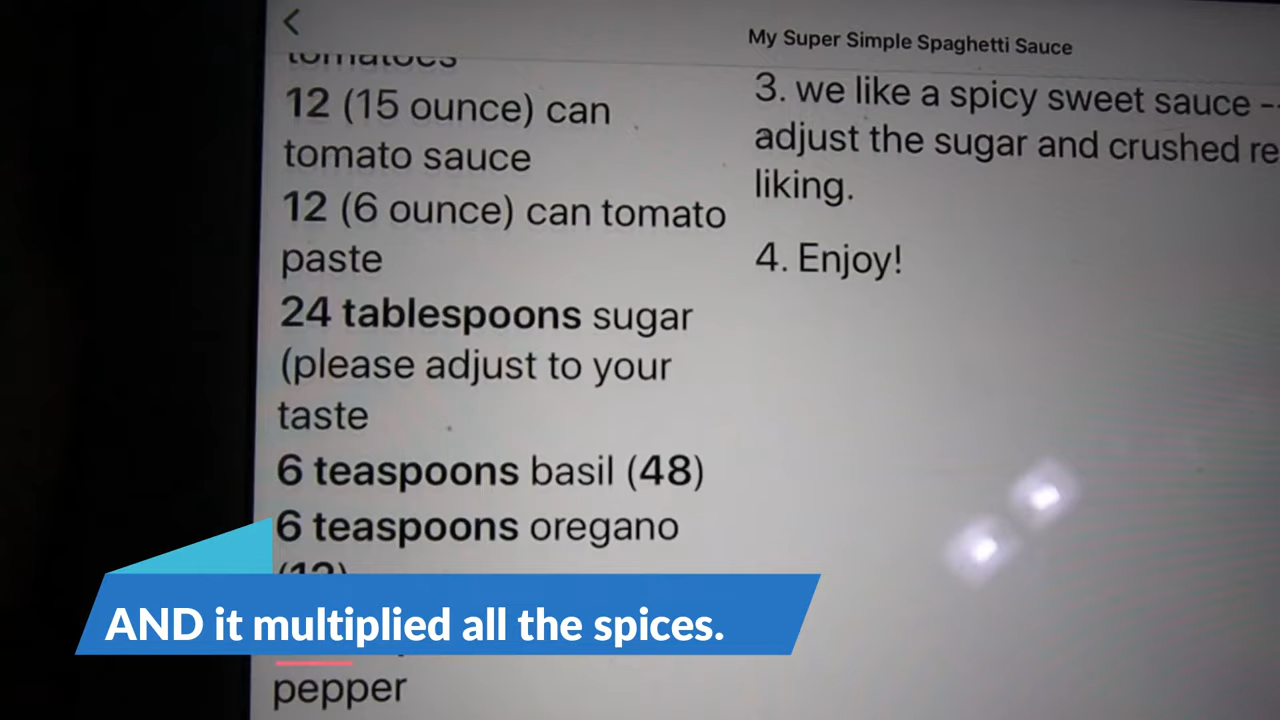 My Super Simple Spaghetti Sauce
tomatoes
12 (15 ounce) can
tomato sauce
12 (6 ounce) can tomato
paste
24 tablespoons sugar
(please adjust to your
taste
6 teaspoons basil (48)
6 teaspoons oregano
(12)
pepper
3. we like a spicy sweet sauce -
adjust the sugar and crushed re
liking.
4. Enjoy!
AND it multiplied all the spices.